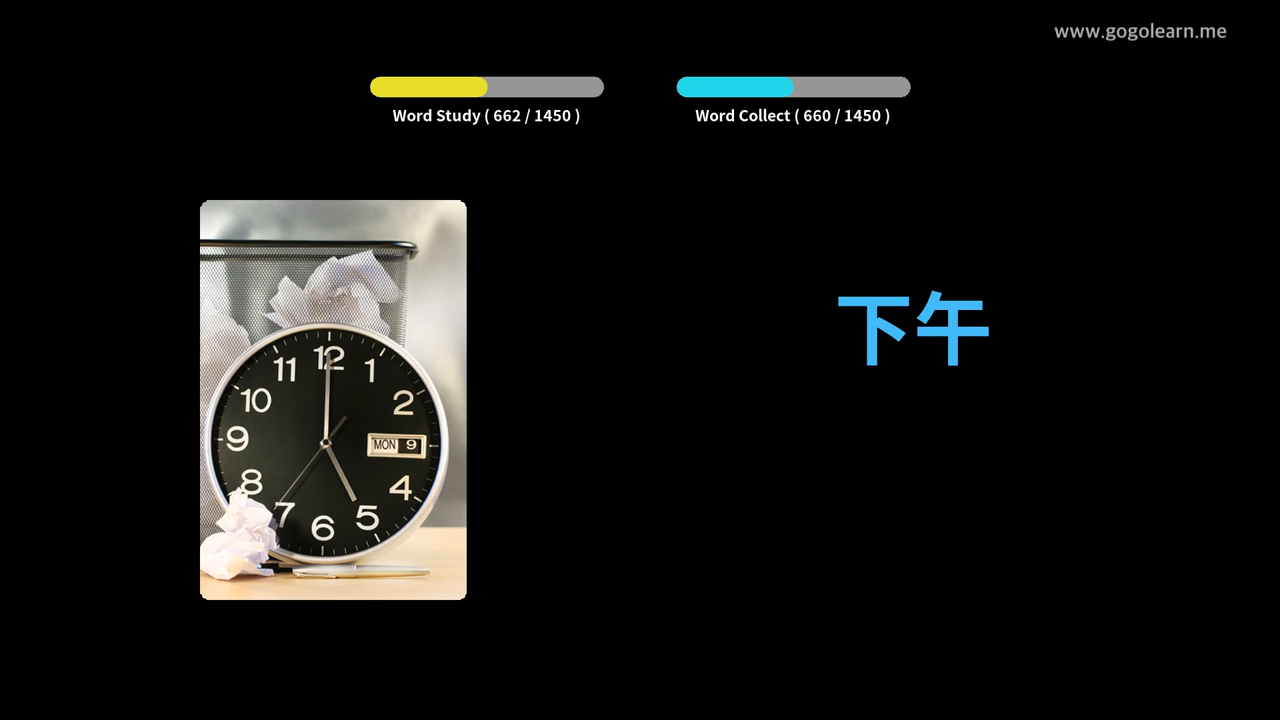 www.gogolearn.me
Word Study ( 662 / 1450 )
Word Collect ( 660 / 1450 )
下午
12
1
2
MON 9
4
5
6
7
8
9
10
11